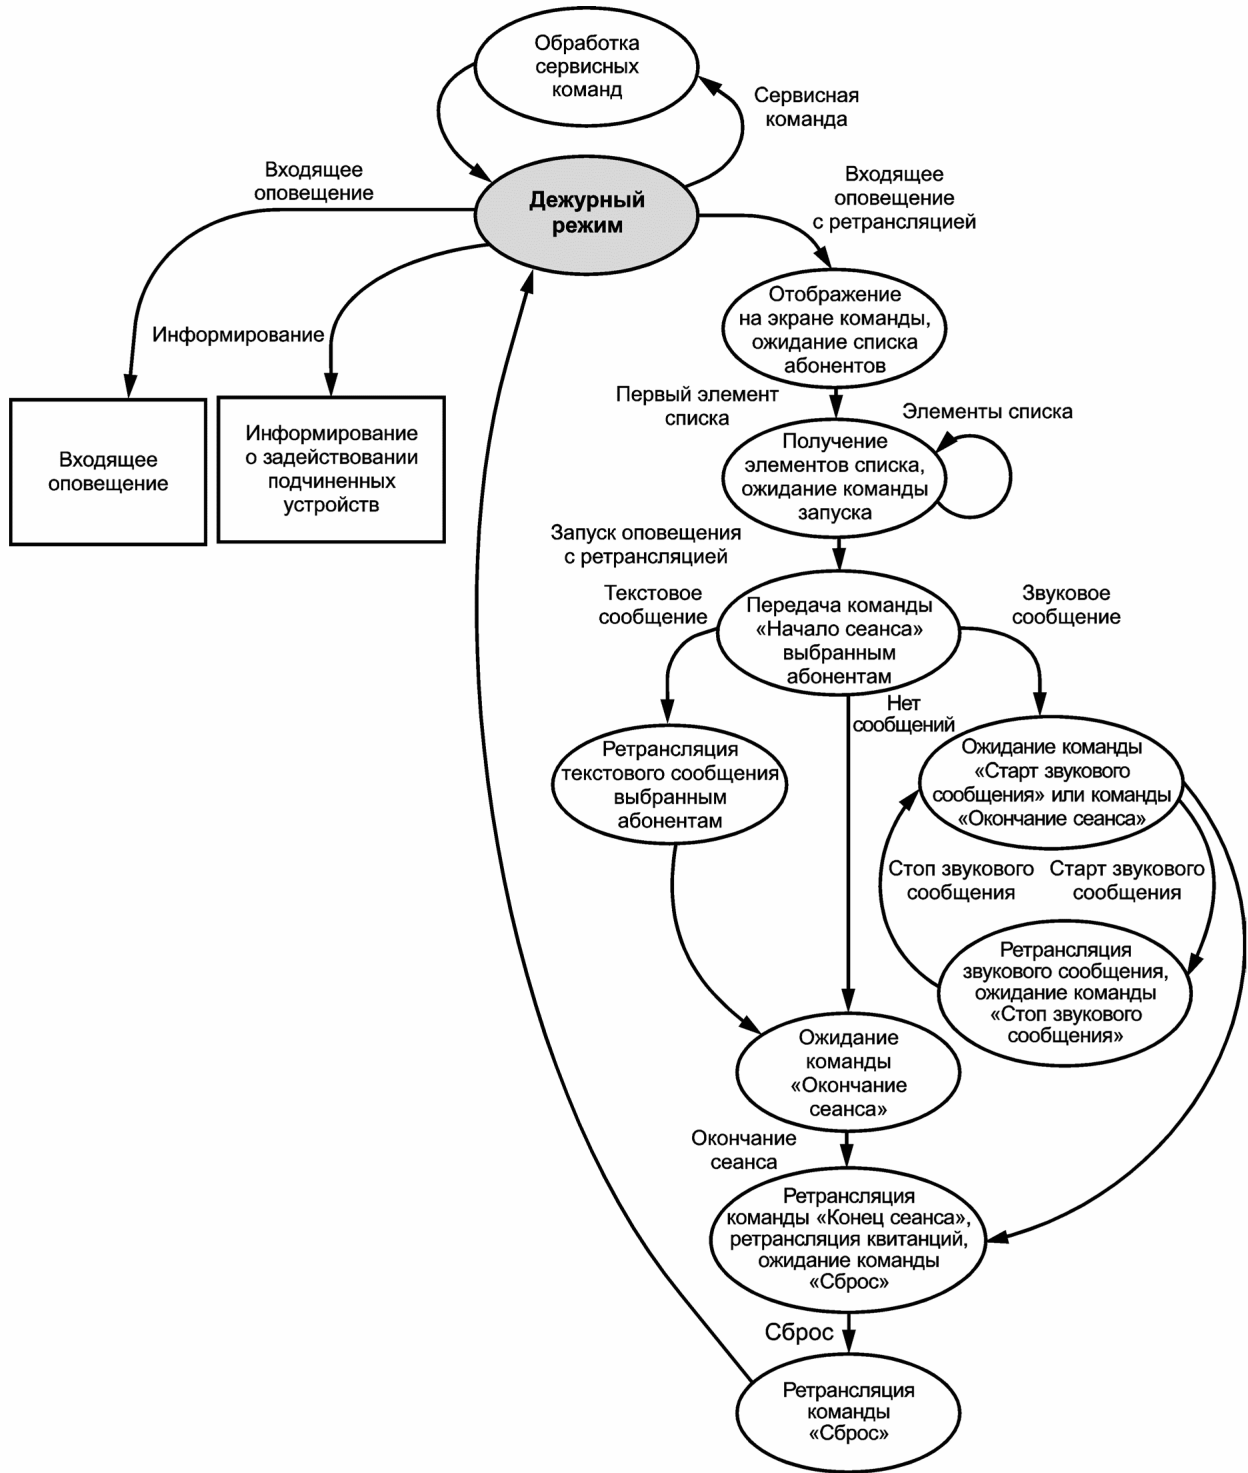 Обработка
сервисных
команд
Сервисная
команда
Входящее
оповещение
Дежурный
режим
Входящее
оповещение
с ретрансляцией
Информирование
Отображение
на экране команды,
ожидание списка
абонентов
Первый элемент
списка
Элементы списка
Входящее
оповещение
Информирование
о задействовании
подчиненных
устройств
Получение
элементов списка,
ожидание команды
запуска
Запуск оповещения
с ретрансляцией
Текстовое
сообщение
Передача команды
«Начало сеанса»
выбранным
абонентам
Звуковое
сообщение
Нет
сообщений
Ретрансляция
текстового сообщения
выбранным
абонентам
Ожидание команды
«Старт звукового
сообщения» или команды
«Окончание сеанса»
Стоп звукового
сообщения
Старт звукового
сообщения
Ретрансляция
звукового сообщения,
ожидание команды
«Стоп звукового
сообщения»
Ожидание
команды
«Окончание
сеанса»
Окончание
сеанса
Ретрансляция
команды «Конец сеанса»,
ретрансляция квитанций,
ожидание команды
«Сброс»
Сброс
Ретрансляция
команды
«Сброс»